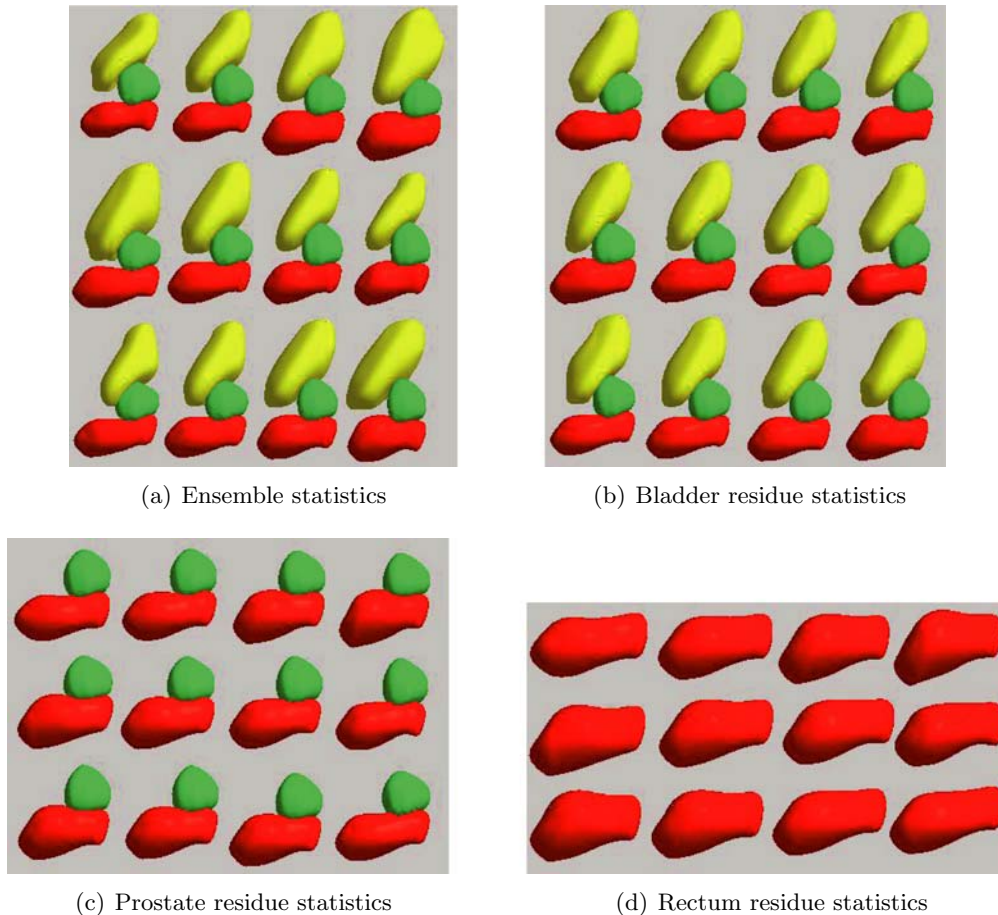 (a) Ensemble statistics
(b) Bladder residue statistics
(c) Prostate residue statistics
(d) Rectum residue statistics